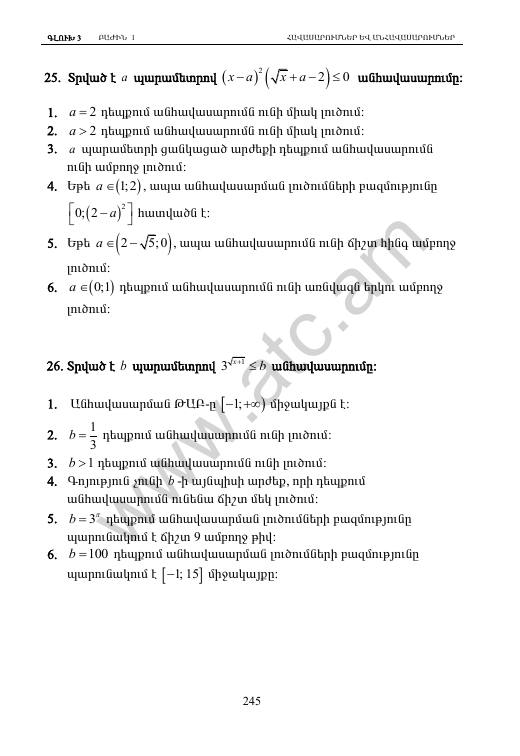 ԳԼՈՒԽ 3 ԲԱԺԻՆ I ՀԱՎԱՍԱՐՈՒՄՆԵՐ ԵՎ ԱՆՀԱՎԱՍԱՐՈՒՄՆԵՐ
25. Տրված է a պարամետրով (x − a)²(√x + a − 2) ≤ 0 անհավասարումը:
1. a = 2 դեպքում անհավասարումն ունի միակ լուծում:
2. a > 2 դեպքում անհավասարումն ունի միակ լուծում:
3. a պարամետրի ցանկացած արժեքի դեպքում անհավասարումն
ունի ամբողջ լուծում:
4. Եթե a ∈ (1; 2), ապա անհավասարման լուծումների բազմությունը
[0; (2 − a)²] հատվածն է:
5. Եթե a ∈ (2 − √5; 0), ապա անհավասարումն ունի ճիշտ հինգ ամբողջ
լուծում:
6. a ∈ (0;1) դեպքում անհավասարումն ունի առնվազն երկու ամբողջ
լուծում:
26. Տրված է b պարամետրով 3^√(x+1) ≤ b անհավասարումը:
1. Անհավասարման ԹԱԲ-ը [−1; +∞) միջակայքն է:
2. b = 1/3 դեպքում անհավասարումն ունի լուծում:
3. b > 1 դեպքում անհավասարումն ունի լուծում:
4. Գոյություն չունի b -ի այնպիսի արժեք, որի դեպքում
անհավասարումն ունենա ճիշտ մեկ լուծում:
5. b = 3^π դեպքում անհավասարման լուծումների բազմությունը
պարունակում է ճիշտ 9 ամբողջ թիվ:
6. b = 100 դեպքում անհավասարման լուծումների բազմությունը
պարունակում է [−1; 15] միջակայքը:
www.atc.am
245